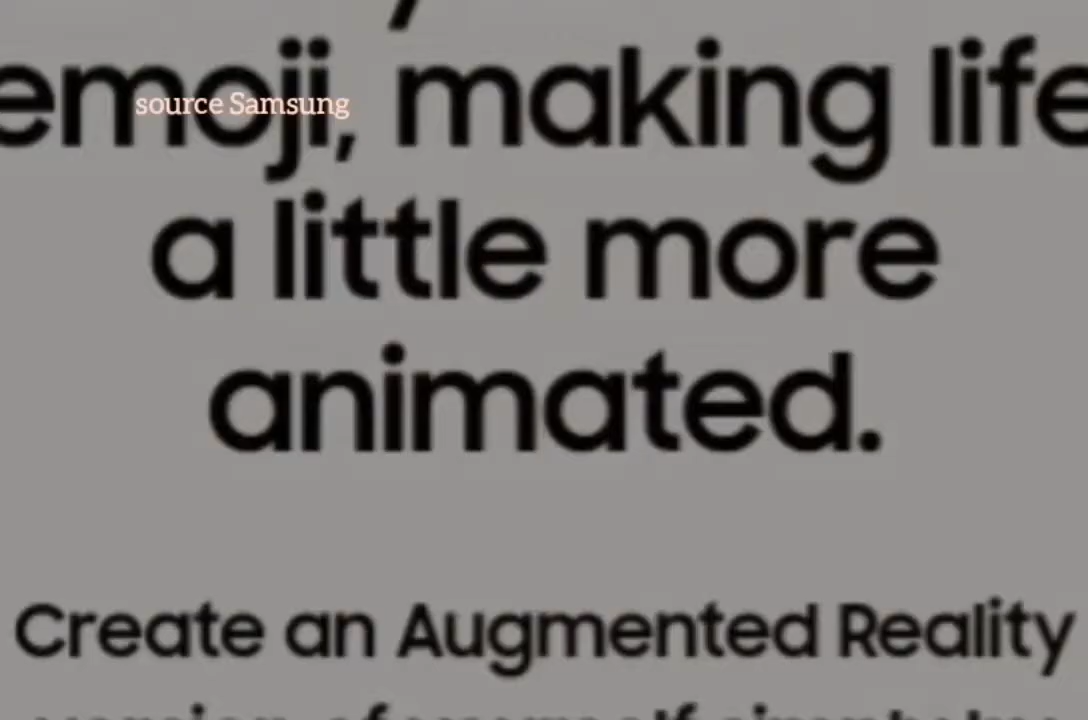 emoji, making life
source Samsung
a little more
animated.
Create an Augmented Reality